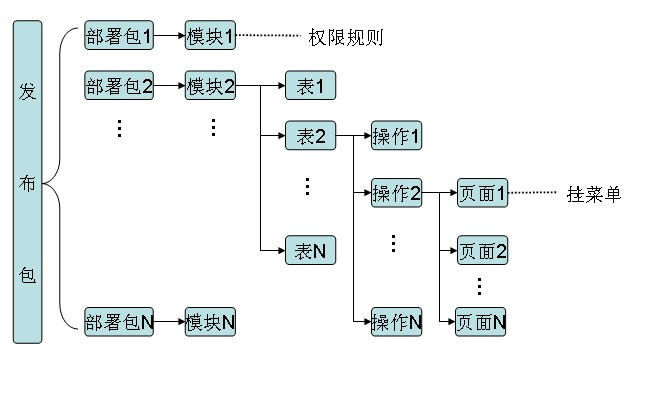 发布包
部署包1 模块1 权限规则
部署包2 模块2 表1
表2 操作1
操作2 页面1 挂菜单
表N 页面2
部署包N 模块N 操作N 页面N